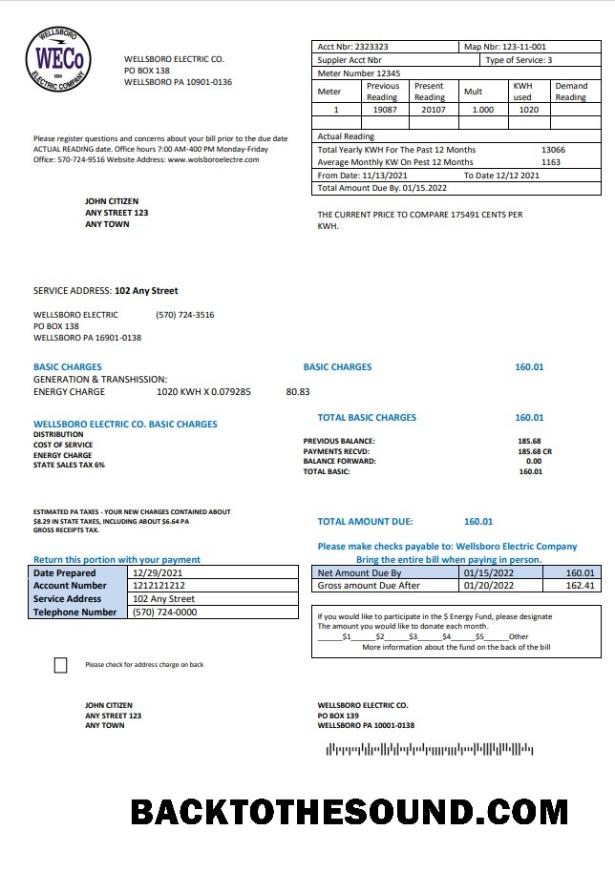 WELLSBORO
WECo
ELECTRIC COMPANY
WELLSBORO ELECTRIC CO.
PO BOX 138
WELLSBORO PA 10901-0136
Acct Nbr: 2323323 Map Nbr: 123-11-001
Suppler Acct Nbr Type of Service: 3
Meter Number 12345
Meter Previous Reading Present Reading Mult KWH used Demand Reading
1 19087 20107 1.000 1020
Actual Reading
Total Yearly KWH For The Past 12 Months 13066
Average Monthly KW On Pest 12 Months 1163
From Date: 11/13/2021 To Date 12/12 2021
Total Amount Due By. 01/15.2022
Please register questions and concerns about your bill prior to the due date
ACTUAL READING date. Office hours 7:00 AM-400 PM Monday-Friday
Office: 570-724-9516 Website Address: www.wolsboroelectre.com
JOHN CITIZEN
ANY STREET 123
ANY TOWN
THE CURRENT PRICE TO COMPARE 175491 CENTS PER
KWH.
SERVICE ADDRESS: 102 Any Street
WELLSBORO ELECTRIC (570) 724-3516
PO BOX 138
WELLSBORO PA 16901-0138
BASIC CHARGES
GENERATION & TRANSHISSION:
ENERGY CHARGE 1020 KWH X 0.079285 80.83
BASIC CHARGES 160.01
WELLSBORO ELECTRIC CO. BASIC CHARGES
DISTRIBUTION
COST OF SERVICE
ENERGY CHARGE
STATE SALES TAX 6%
TOTAL BASIC CHARGES 160.01
PREVIOUS BALANCE: 185.68
PAYMENTS RECVD: 185.68 CR
BALANCE FORWARD: 0.00
TOTAL BASIC: 160.01
ESTIMATED PA TAXES - YOUR NEW CHARGES CONTAINED ABOUT
$8.29 IN STATE TAXES, INCLUDING ABOUT $6.64 PA
GROSS RECEIPTS TAX.
TOTAL AMOUNT DUE: 160.01
Please make checks payable to: Wellsboro Electric Company
Bring the entire bill when paying in person.
Return this portion with your payment
Date Prepared 12/29/2021
Account Number 1212121212
Service Address 102 Any Street
Telephone Number (570) 724-0000
Net Amount Due By 01/15/2022 160.01
Gross amount Due After 01/20/2022 162.41
If you would like to participate in the $ Energy Fund, please designate
The amount you would like to donate each month.
______$1 ______$2 ______$3 ______$4 ______$5 ______Other
More information about the fund on the back of the bill
Please check for address charge on back
JOHN CITIZEN
ANY STREET 123
ANY TOWN
WELLSBORO ELECTRIC CO.
PO BOX 139
WELLSBORO PA 10001-0138
BACKTOTHESOUND.COM